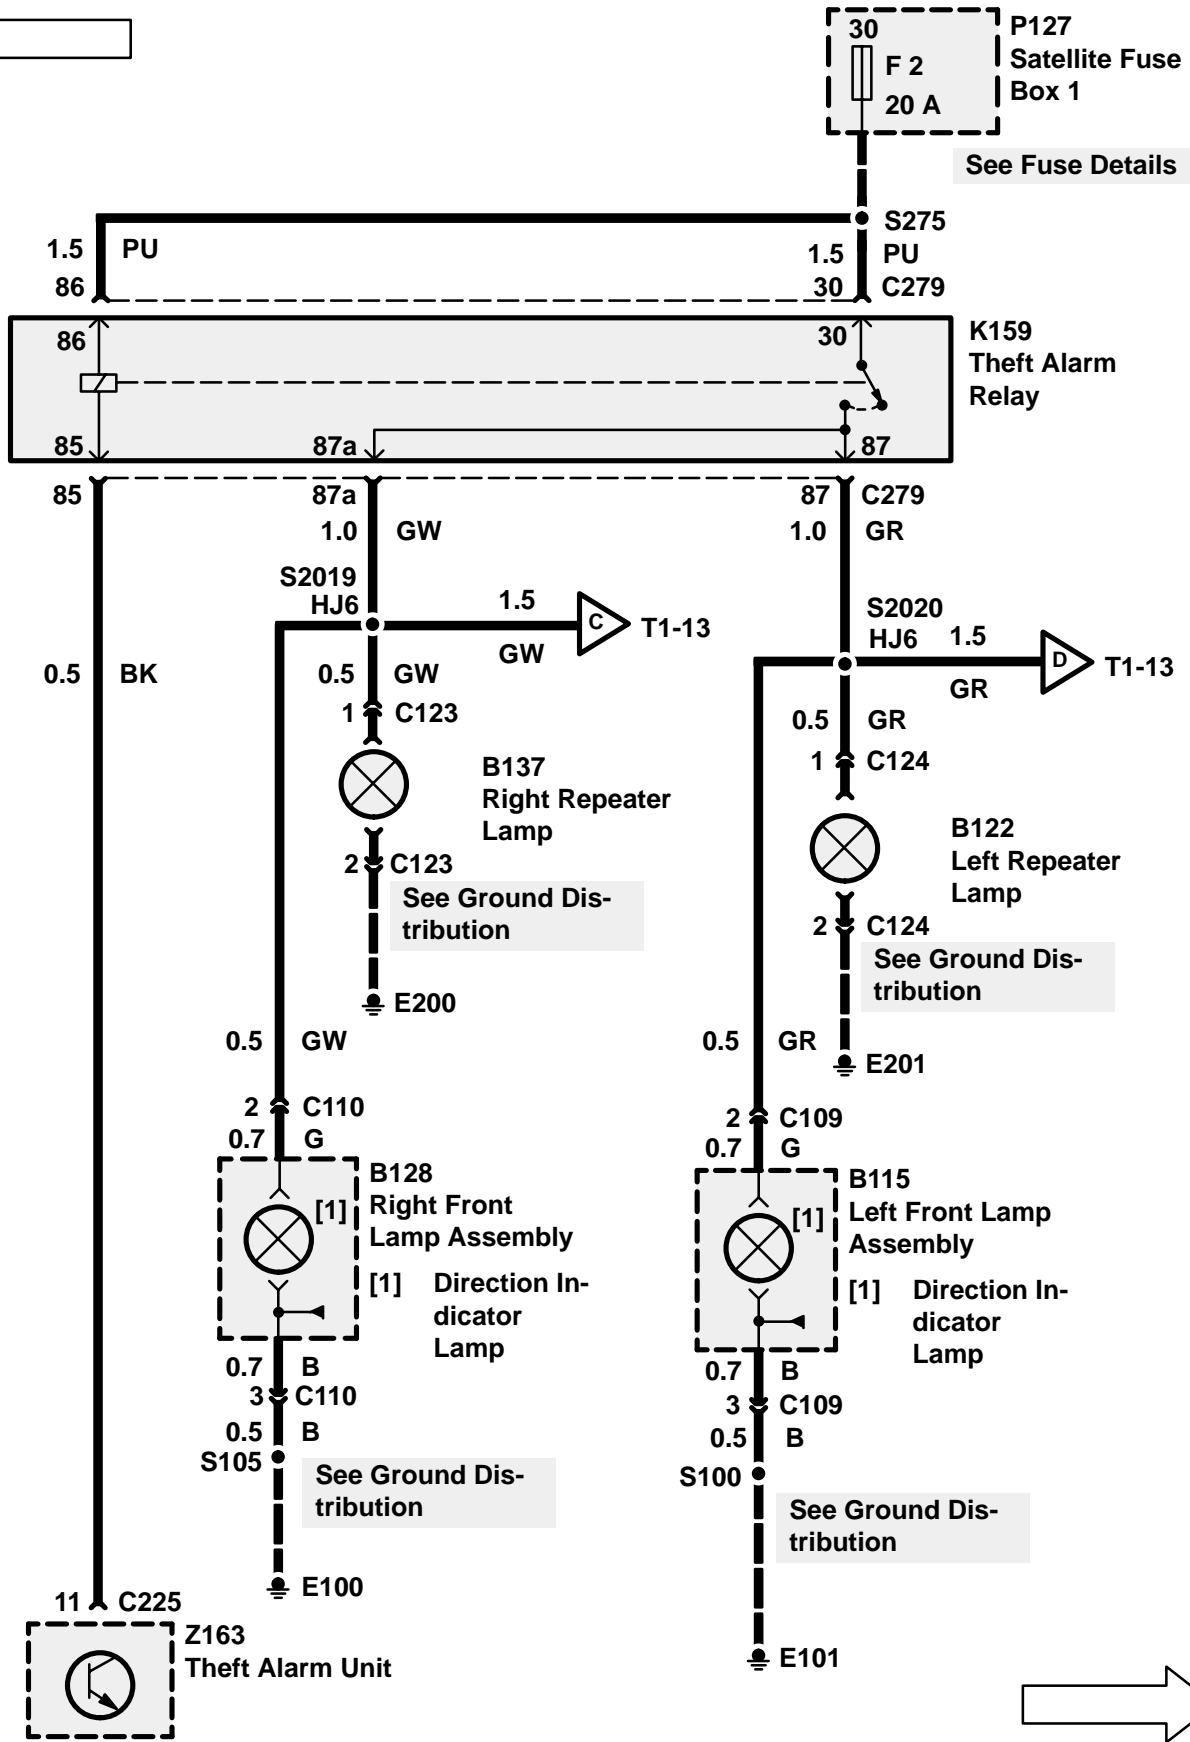 30
F 2
20 A
P127
Satellite Fuse
Box 1
See Fuse Details
S275
1.5 PU
1.5 PU
86
30 C279
86
30
K159
Theft Alarm
Relay
85
87a
87
85
87a
87 C279
1.0 GW
1.0 GR
S2019
HJ6
1.5
C
T1-13
GW
S2020
HJ6
1.5
D
T1-13
GR
0.5 BK
0.5 GW
1 C123
0.5 GR
1 C124
B137
Right Repeater
Lamp
B122
Left Repeater
Lamp
2 C123
See Ground Dis-
tribution
2 C124
See Ground Dis-
tribution
E200
E201
0.5 GW
0.5 GR
2 C110
0.7 G
2 C109
0.7 G
B128
Right Front
Lamp Assembly
[1]
[1] Direction In-
dicator
Lamp
B115
Left Front Lamp
Assembly
[1]
[1] Direction In-
dicator
Lamp
0.7 B
3 C110
0.5 B
S105
See Ground Dis-
tribution
E100
0.7 B
3 C109
0.5 B
S100
See Ground Dis-
tribution
E101
11 C225
Z163
Theft Alarm Unit